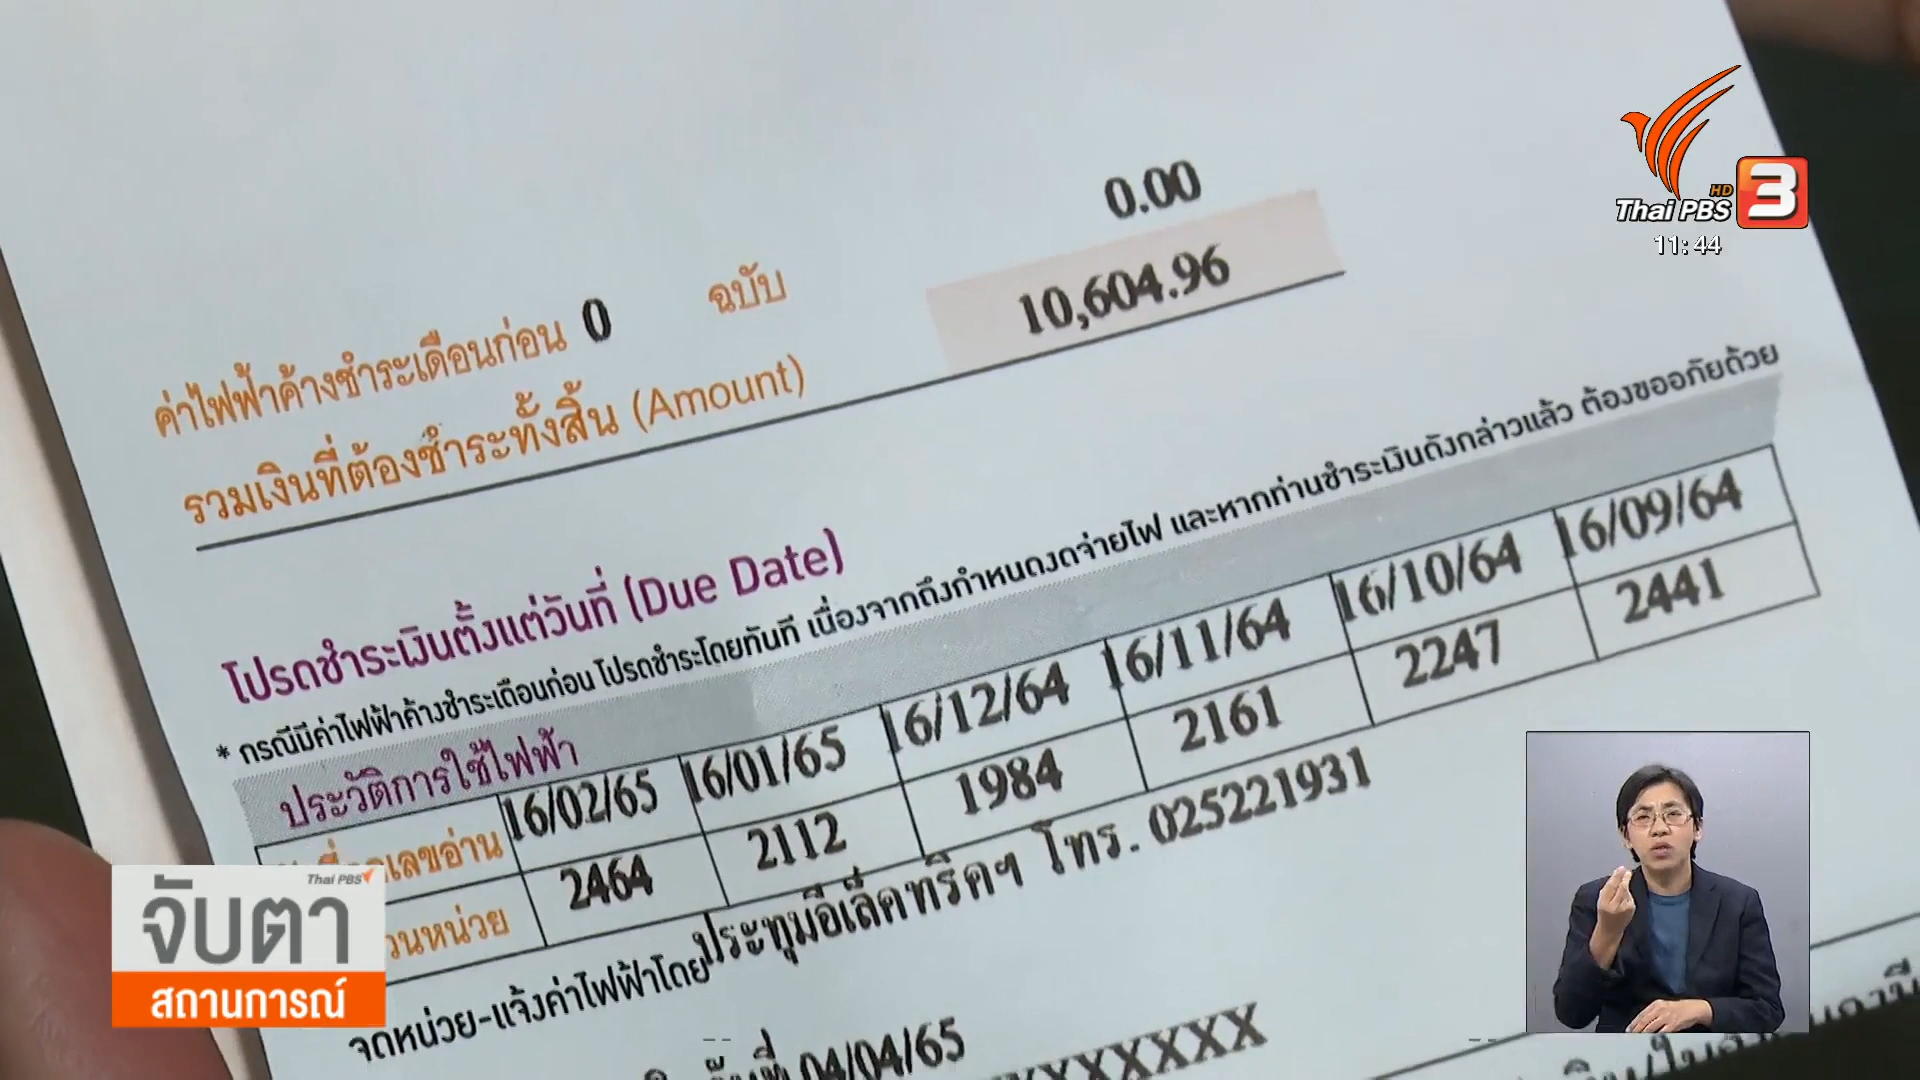 0.00
ค่าไฟฟ้าค้างชำระเดือนก่อน 0 ฉบับ
10,604.96
รวมเงินที่ต้องชำระทั้งสิ้น (Amount)
โปรดชำระเงินตั้งแต่วันที่ (Due Date)
* กรณีมีค่าไฟฟ้าค้างชำระเดือนก่อน โปรดชำระโดยทันที เนื่องจากถึงกำหนดงดจ่ายไฟ และหากท่านชำระเงินดังกล่าวแล้ว ต้องขออภัยด้วย
ประวัติการใช้ไฟฟ้า
เลขอ่าน 16/02/65 16/01/65 16/12/64 16/11/64 16/10/64 16/09/64
วนหน่วย 2464 2112 1984 2161 2247 2441
จดหน่วย-แจ้งค่าไฟฟ้าโดย ประทุมอีเล็คทริคฯ โทร. 025221931
04/04/65
XXXXXXX
Thai PBS
HD
3
11:44
Thai PBS
จับตา
สถานการณ์